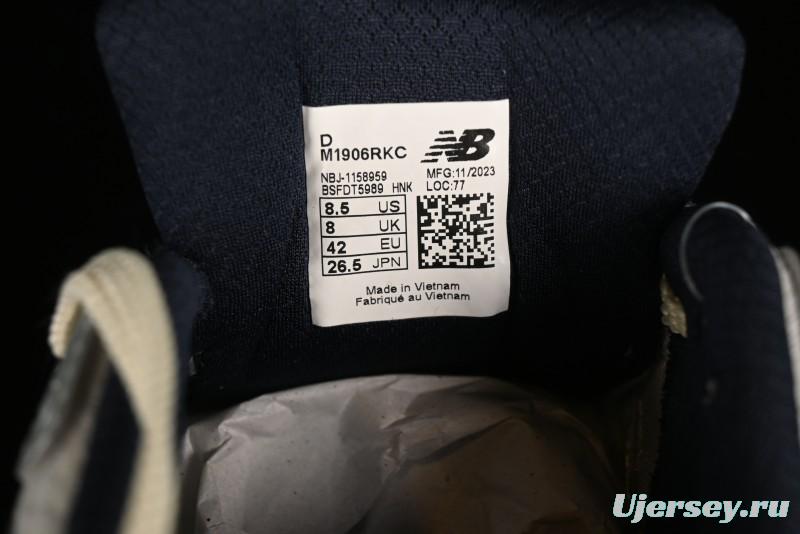 D
M1906RKC
NB
NBJ-1158959
BSFDT5989 HNK
MFG:11/2023
LOC:77
8.5 US
8 UK
42 EU
26.5 JPN
Made in Vietnam
Fabriqué au Vietnam
Ujersey.ru